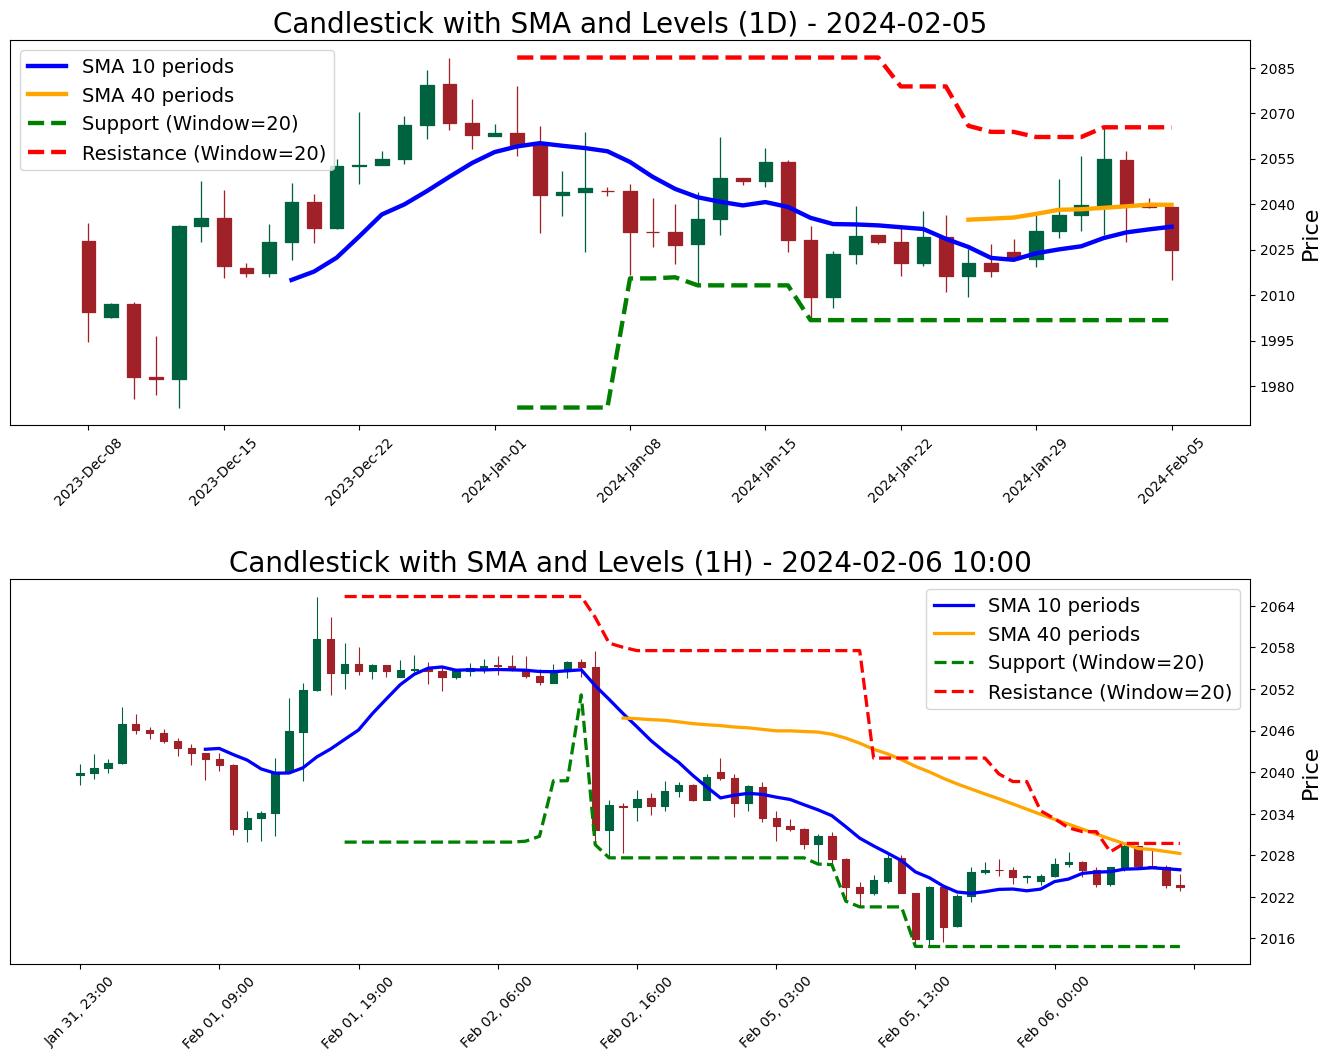 Candlestick with SMA and Levels (1D) - 2024-02-05
SMA 10 periods
SMA 40 periods
Support (Window=20)
Resistance (Window=20)
2085
2070
2055
2040
2025
2010
1995
1980
Price
2023-Dec-08
2023-Dec-15
2023-Dec-22
2024-Jan-01
2024-Jan-08
2024-Jan-15
2024-Jan-22
2024-Jan-29
2024-Feb-05
Candlestick with SMA and Levels (1H) - 2024-02-06 10:00
SMA 10 periods
SMA 40 periods
Support (Window=20)
Resistance (Window=20)
2064
2058
2052
2046
2040
2034
2028
2022
2016
Price
Jan 31, 23:00
Feb 01, 09:00
Feb 01, 19:00
Feb 02, 06:00
Feb 02, 16:00
Feb 05, 03:00
Feb 05, 13:00
Feb 06, 00:00